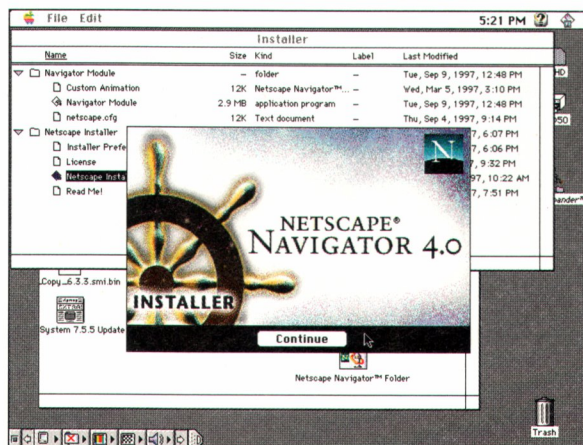 File Edit
5:21 PM
Installer
Name Size Kind Label Last Modified
Navigator Module – folder – Tue, Sep 9, 1997, 12:48 PM
Custom Animation 12K Netscape Navigator™... – Wed, Mar 5, 1997, 3:10 PM
Navigator Module 2.9 MB application program – Tue, Sep 9, 1997, 12:48 PM
netscape.cfg 12K Text document – Thu, Sep 4, 1997, 9:14 PM
Netscape Installer 7, 6:07 PM
Installer Prefe 7, 6:06 PM
License 7, 9:32 PM
Netscape Insta 97, 10:22 AM
Read Me! 7, 7:51 PM
HD
N
NETSCAPE®
NAVIGATOR 4.0
INSTALLER
Continue
Copy_6.3.3.smi.bin
System 7.5.5 Update
Netscape Navigator™ Folder
Trash